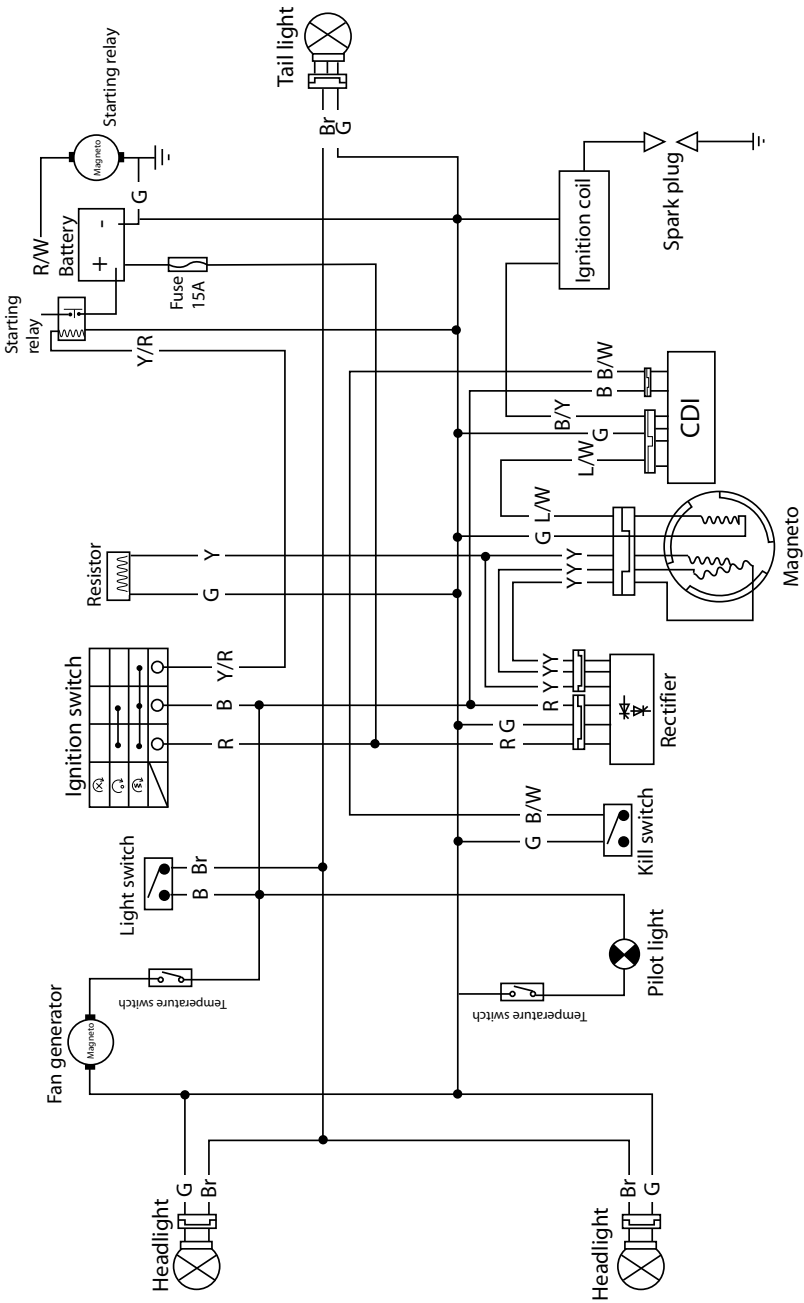 Headlight
G
Br
Headlight
Br
G
Fan generator
Magneto
Temperature switch
Temperature switch
Pilot light
Light switch
B
Br
Kill switch
G
B/W
Ignition switch
R
B
Y/R
R
G
R
Y
Y
Y
Rectifier
Resistor
G
Y
Y
Y
Y
G
L/W
Magneto
L/W
G
B/Y
B
B/W
CDI
Starting
relay
Y/R
R/W
Battery
+
-
Fuse
15A
G
Magneto
Starting relay
Ignition coil
Spark plug
Tail light
Br
G